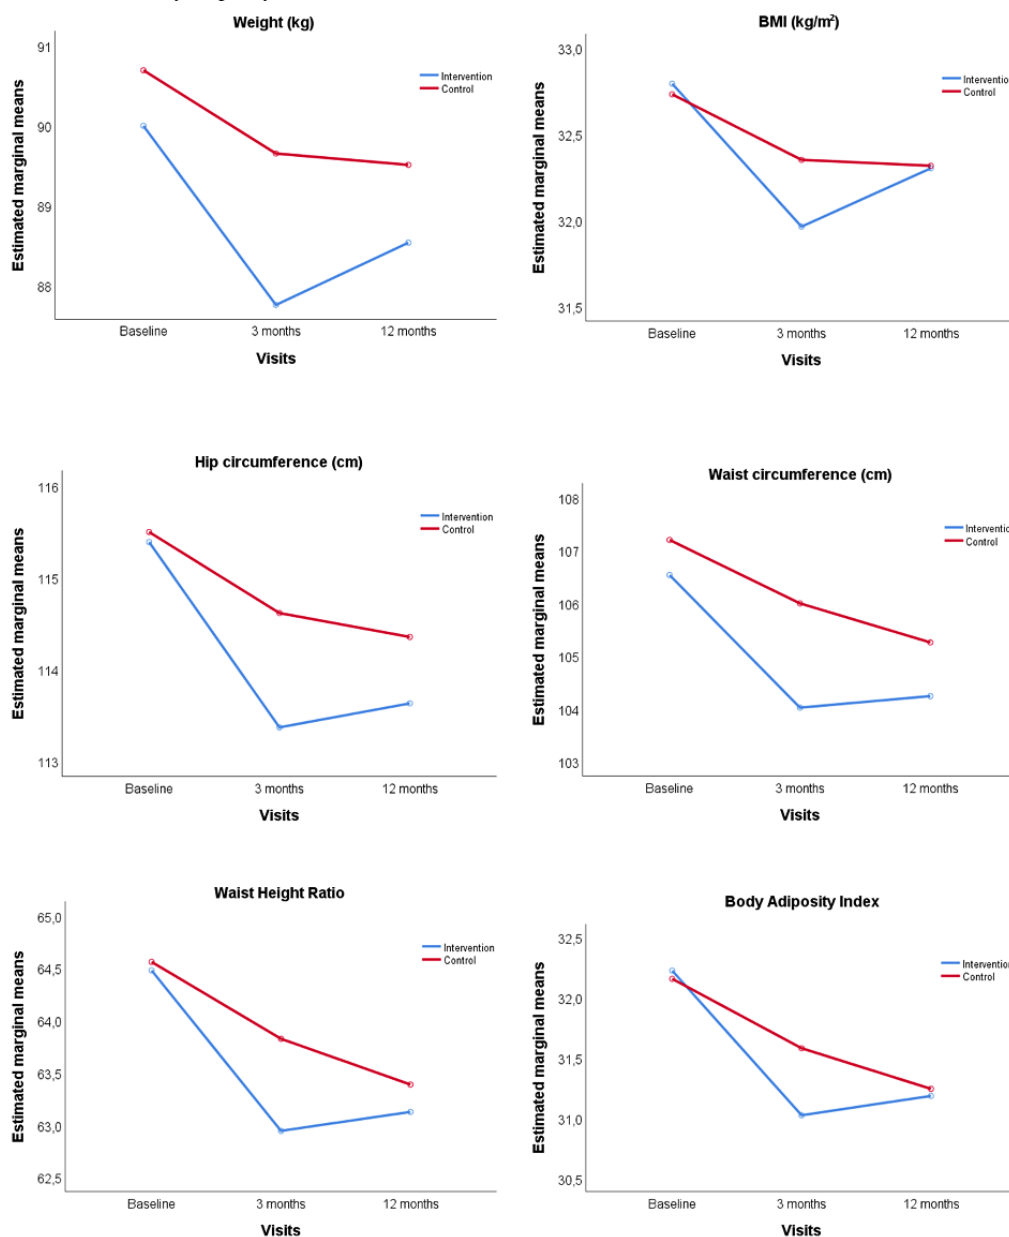 Weight (kg)
Estimated marginal means
91
90
89
88
Intervention
Control
Baseline
3 months
12 months
Visits
BMI (kg/m²)
Estimated marginal means
33,0
32,5
32,0
31,5
Interventio
Control
Baseline
3 months
12 months
Visits
Hip circumference (cm)
Estimated marginal means
116
115
114
113
Intervention
Control
Baseline
3 months
12 months
Visits
Waist circumference (cm)
Estimated marginal means
108
107
106
105
104
103
Interventio
Control
Baseline
3 months
12 months
Visits
Waist Height Ratio
Estimated marginal means
65,0
64,5
64,0
63,5
63,0
62,5
Intervention
Control
Baseline
3 months
12 months
Visits
Body Adiposity Index
Estimated marginal means
32,5
32,0
31,5
31,0
30,5
Interventio
Control
Baseline
3 months
12 months
Visits